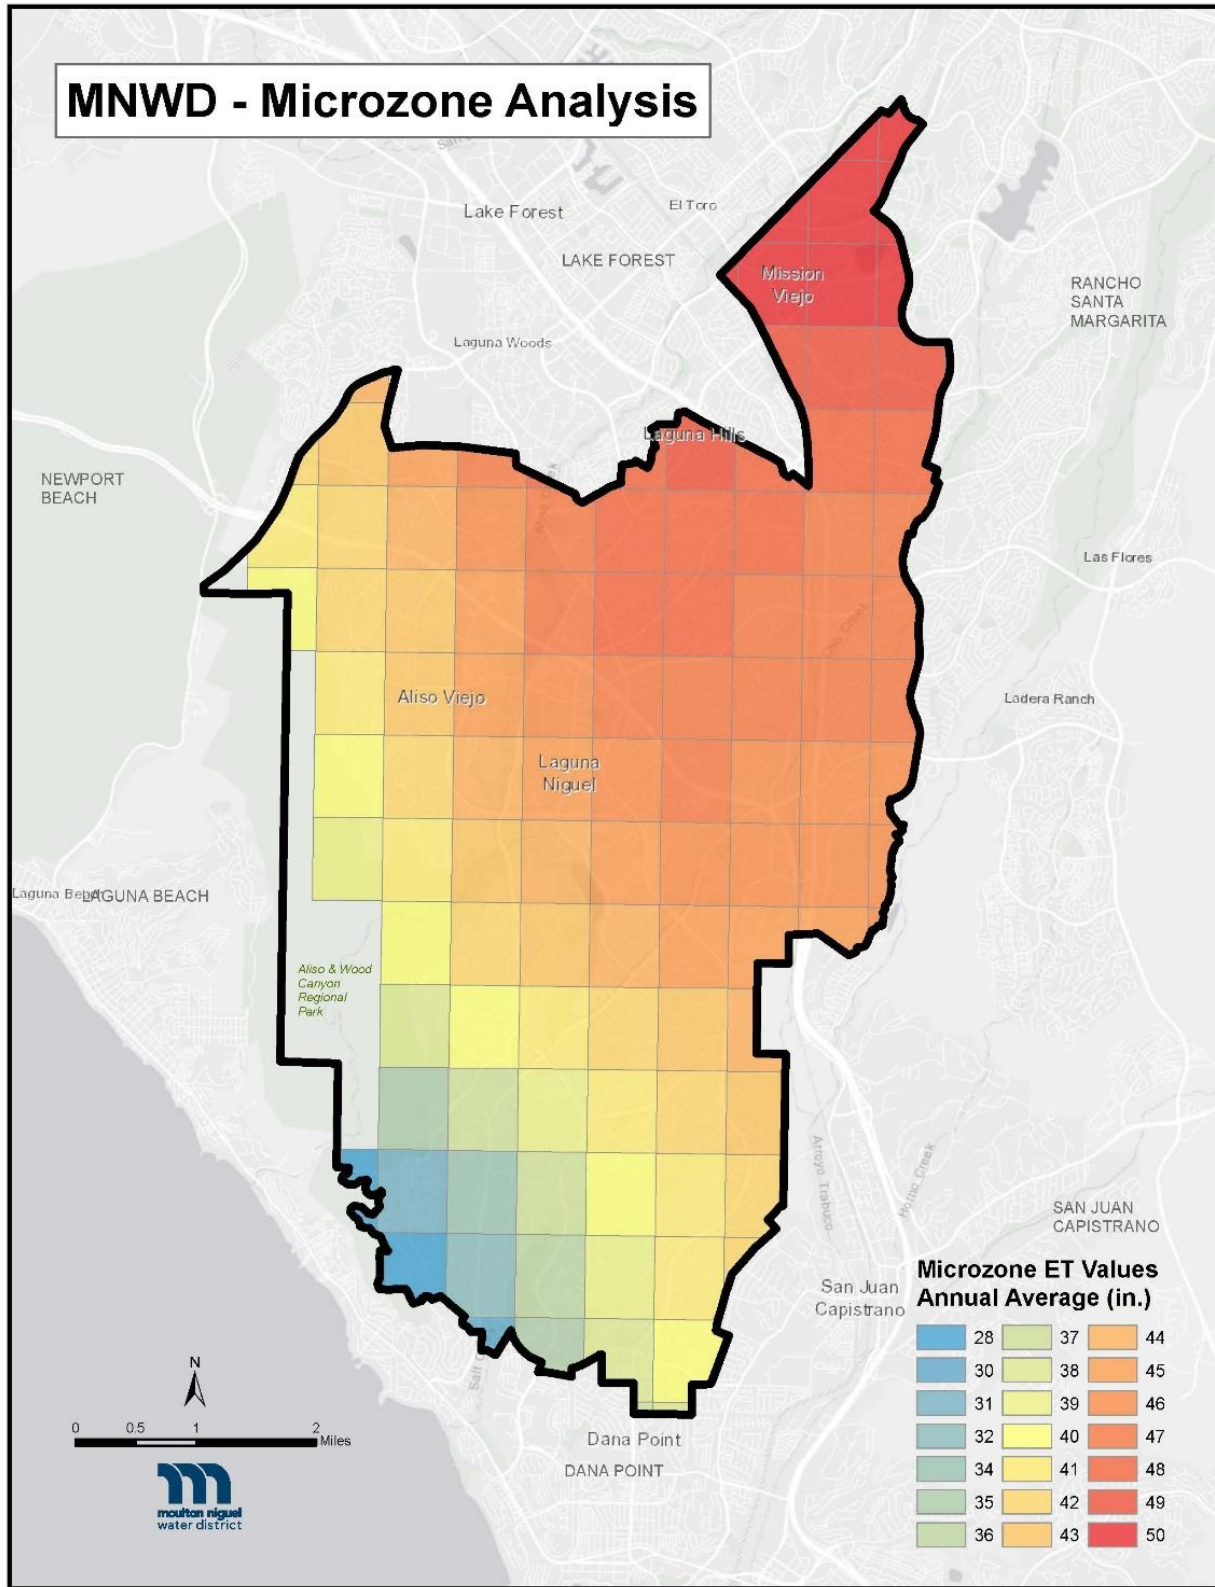 MNWD - Microzone Analysis
Lake Forest
El Toro
LAKE FOREST
Mission
Viejo
RANCHO
SANTA
MARGARITA
Laguna Woods
Laguna Hills
NEWPORT
BEACH
Las Flores
Aliso Viejo
Ladera Ranch
Laguna
Niguel
LAGUNA BEACH
Aliso & Wood
Canyon
Regional
Park
Arroyo Trabuco
Horno Creek
SAN JUAN
CAPISTRANO
San Juan
Capistrano
Microzone ET Values
Annual Average (in.)
28 37 44
30 38 45
31 39 46
32 40 47
34 41 48
35 42 49
36 43 50
N
0 0.5 1 2
Miles
moulton niguel
water district
Dana Point
DANA POINT